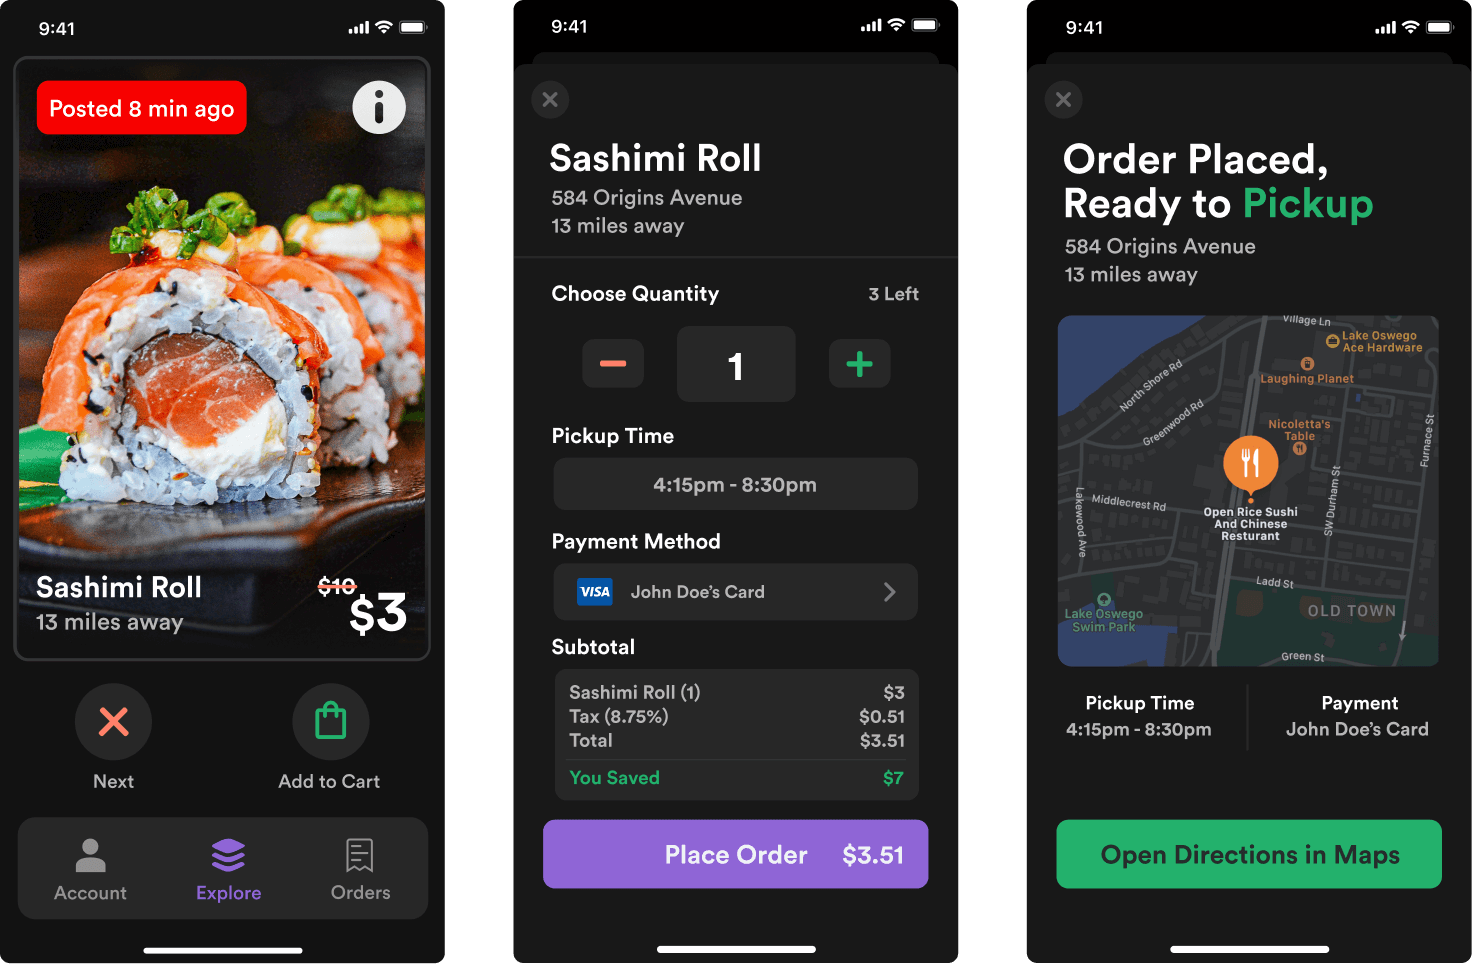 9:41
Posted 8 min ago
Sashimi Roll
13 miles away
$10
$3
Next
Add to Cart
Account
Explore
Orders
9:41
Sashimi Roll
584 Origins Avenue
13 miles away
Choose Quantity
3 Left
1
Pickup Time
4:15pm - 8:30pm
Payment Method
VISA
John Doe's Card
Subtotal
Sashimi Roll (1) $3
Tax (8.75%) $0.51
Total $3.51
You Saved $7
Place Order $3.51
9:41
Order Placed,
Ready to Pickup
584 Origins Avenue
13 miles away
Village Ln
Lake Oswego
Ace Hardware
Laughing Planet
North Shore Rd
Greenwood Rd
Nicoletta's
Table
Furnace St
Lakewood Ave
Middlecrest Rd
SW Durham St
Open Rice Sushi
And Chinese
Resturant
Ladd St
OLD TOWN
Lake Oswego
Swim Park
Green St
Pickup Time
4:15pm - 8:30pm
Payment
John Doe's Card
Open Directions in Maps